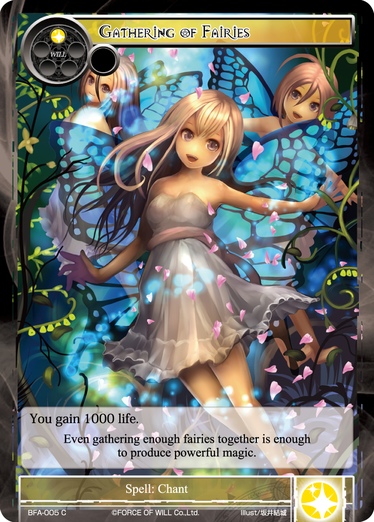 GATHERING OF FAIRIES
WILL
You gain 1000 life.
Even gathering enough fairies together is enough
to produce powerful magic.
Spell: Chant
BFA-005 C ©FORCE OF WILL Co.,Ltd. Illust/坂井結城